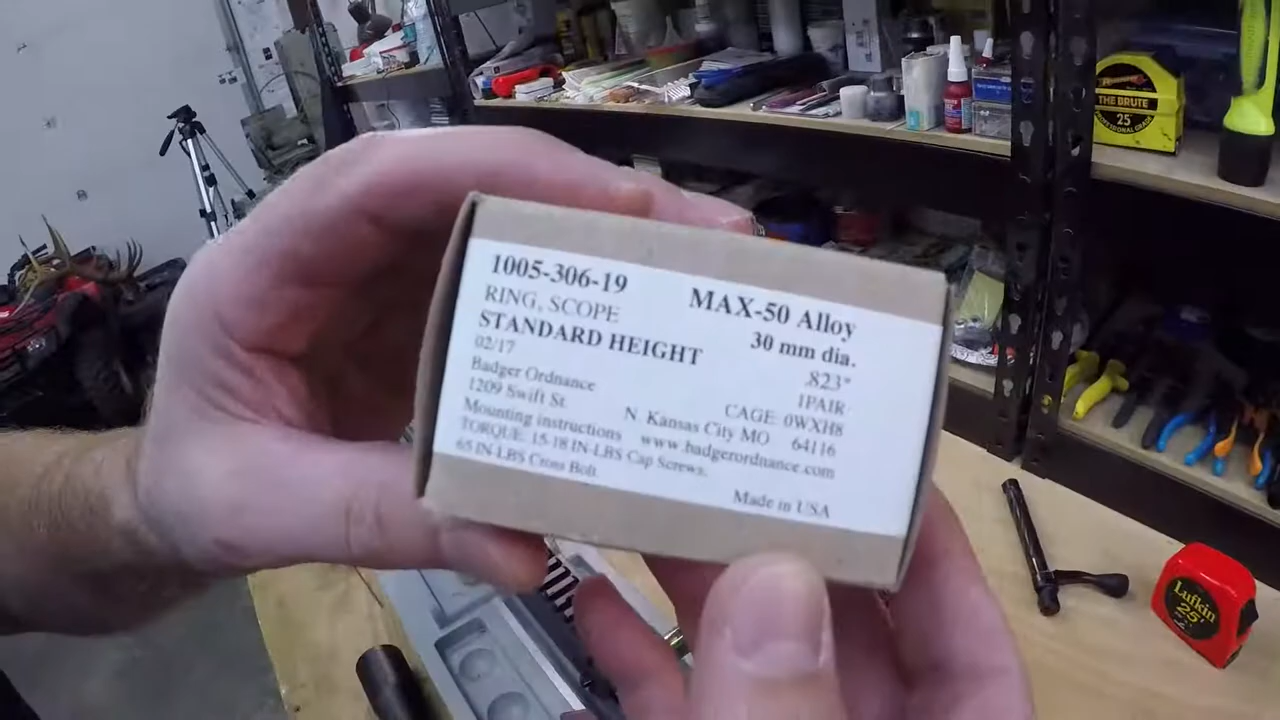 1005-306-19
RING, SCOPE
STANDARD HEIGHT
02/17
Badger Ordnance
1209 Swift St.
Mounting instructions
TORQUE: 15-18 IN-LBS Cap Screws.
65 IN-LBS Cross Bolt.
MAX-50 Alloy
30 mm dia.
.823"
1PAIR
CAGE: 0WXH8
N. Kansas City MO 64116
www.badgerordnance.com
Made in USA
THE BRUTE
25'
Lufkin
25'